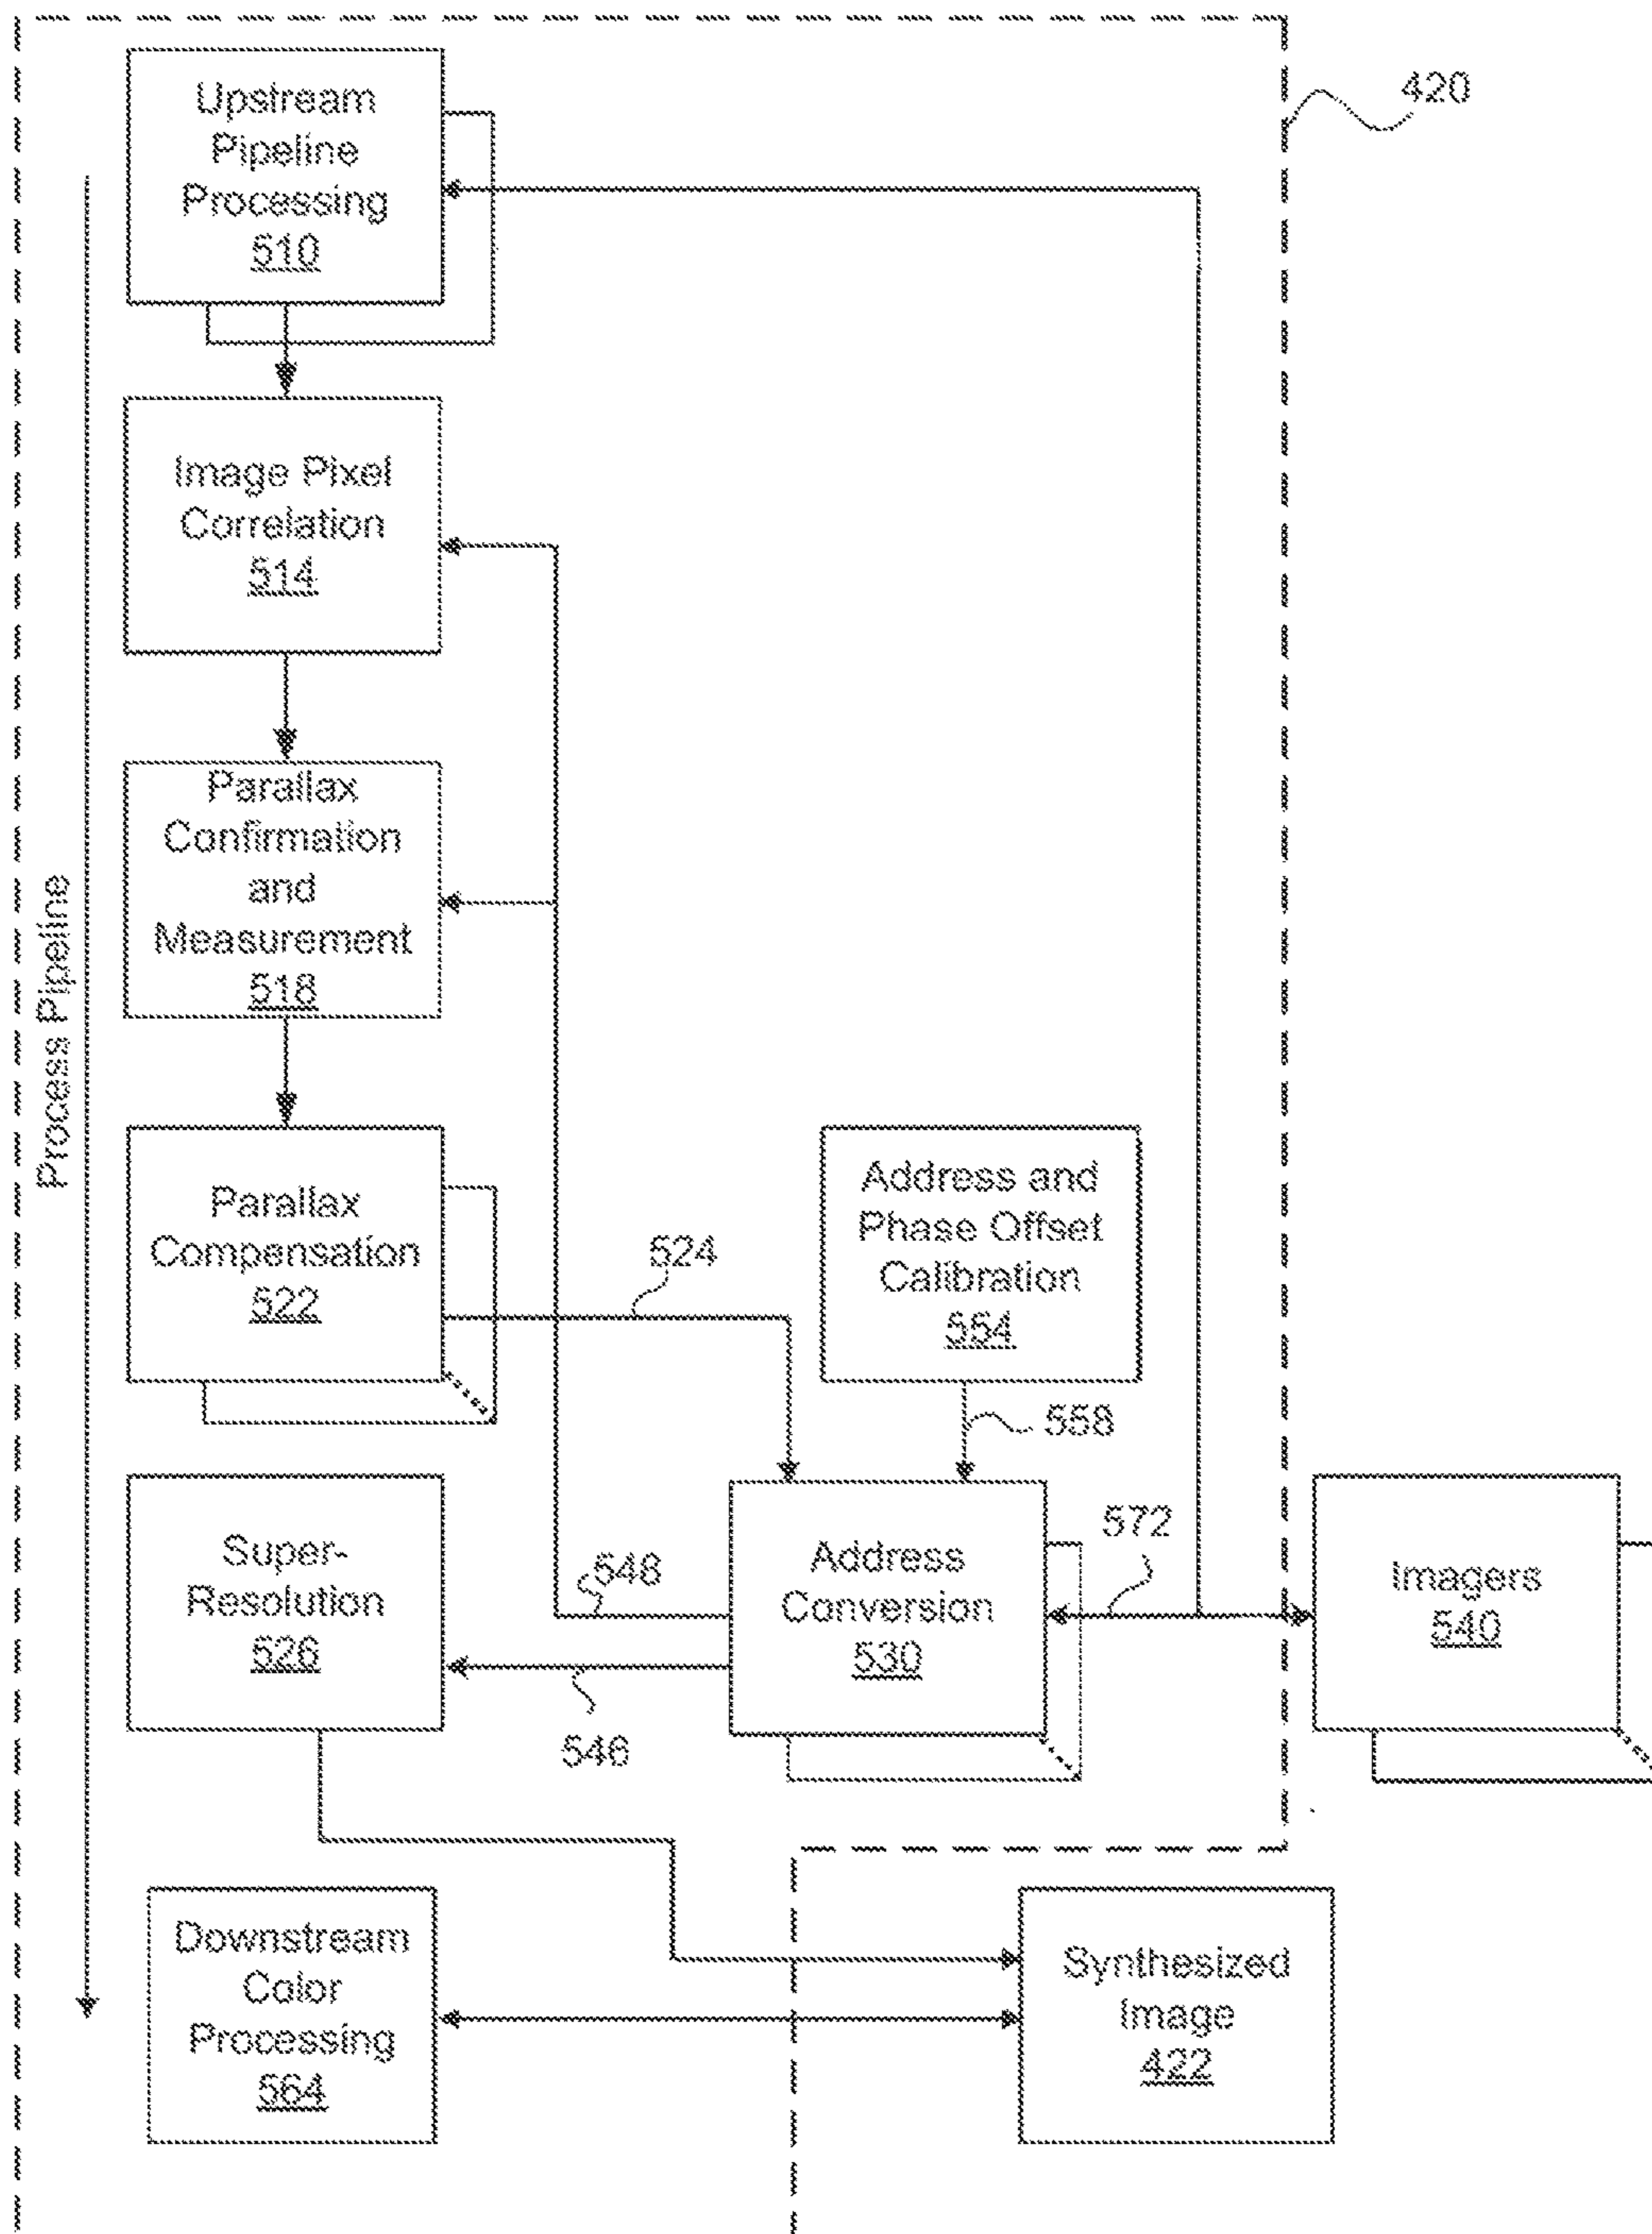 420
Upstream
Pipeline
Processing
510
Image Pixel
Correlation
514
Parallax
Confirmation
and
Measurement
518
Process Pipeline
Parallax
Compensation
522
524
Address and
Phase Offset
Calibration
554
558
Super-
Resolution
526
548
546
Address
Conversion
530
572
Imagers
540
Downstream
Color
Processing
564
Synthesized
Image
422